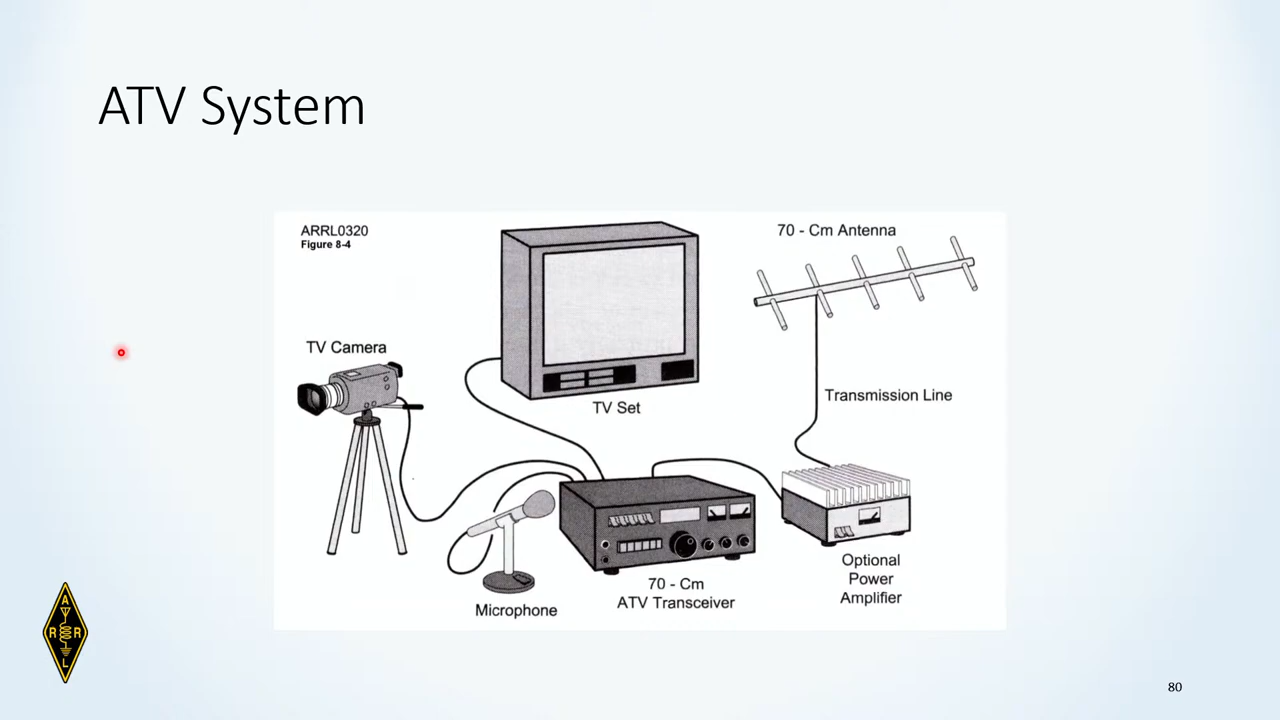 ATV System
ARRL0320
Figure 8-4
70 - Cm Antenna
TV Camera
TV Set
Transmission Line
Microphone
70 - Cm
ATV Transceiver
Optional
Power
Amplifier
A
R R
L
80